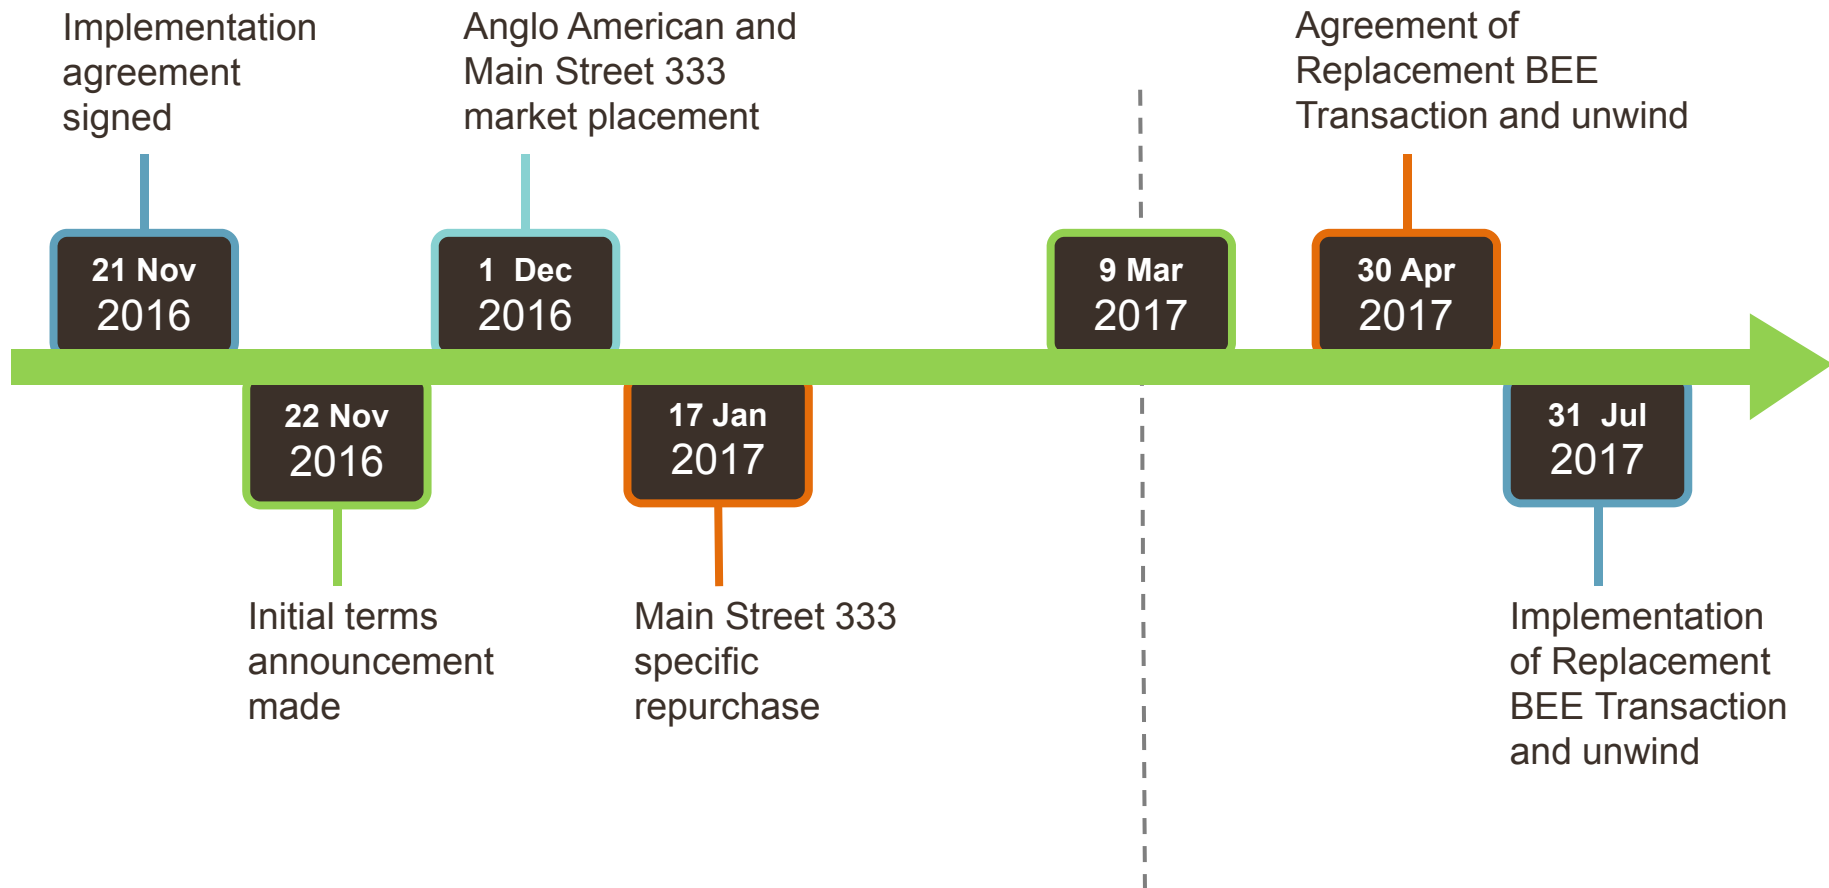 Implementation
agreement
signed
Anglo American and
Main Street 333
market placement
Agreement of
Replacement BEE
Transaction and unwind
21 Nov
2016
1 Dec
2016
9 Mar
2017
30 Apr
2017
22 Nov
2016
17 Jan
2017
31 Jul
2017
Initial terms
announcement
made
Main Street 333
specific
repurchase
Implementation
of Replacement
BEE Transaction
and unwind